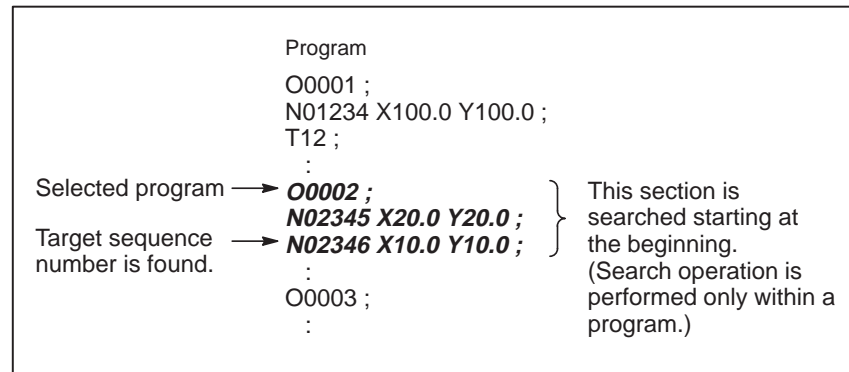 Program
O0001 ;
N01234 X100.0 Y100.0 ;
T12 ;
:
Selected program
O0002 ;
N02345 X20.0 Y20.0 ;
Target sequence
number is found.
N02346 X10.0 Y10.0 ;
:
O0003 ;
:
This section is
searched starting at
the beginning.
(Search operation is
performed only within a
program.)